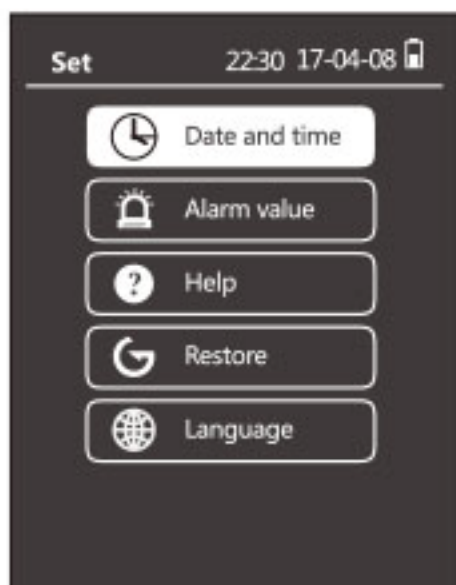 Set 22:30 17-04-08
Date and time
Alarm value
? Help
Restore
Language